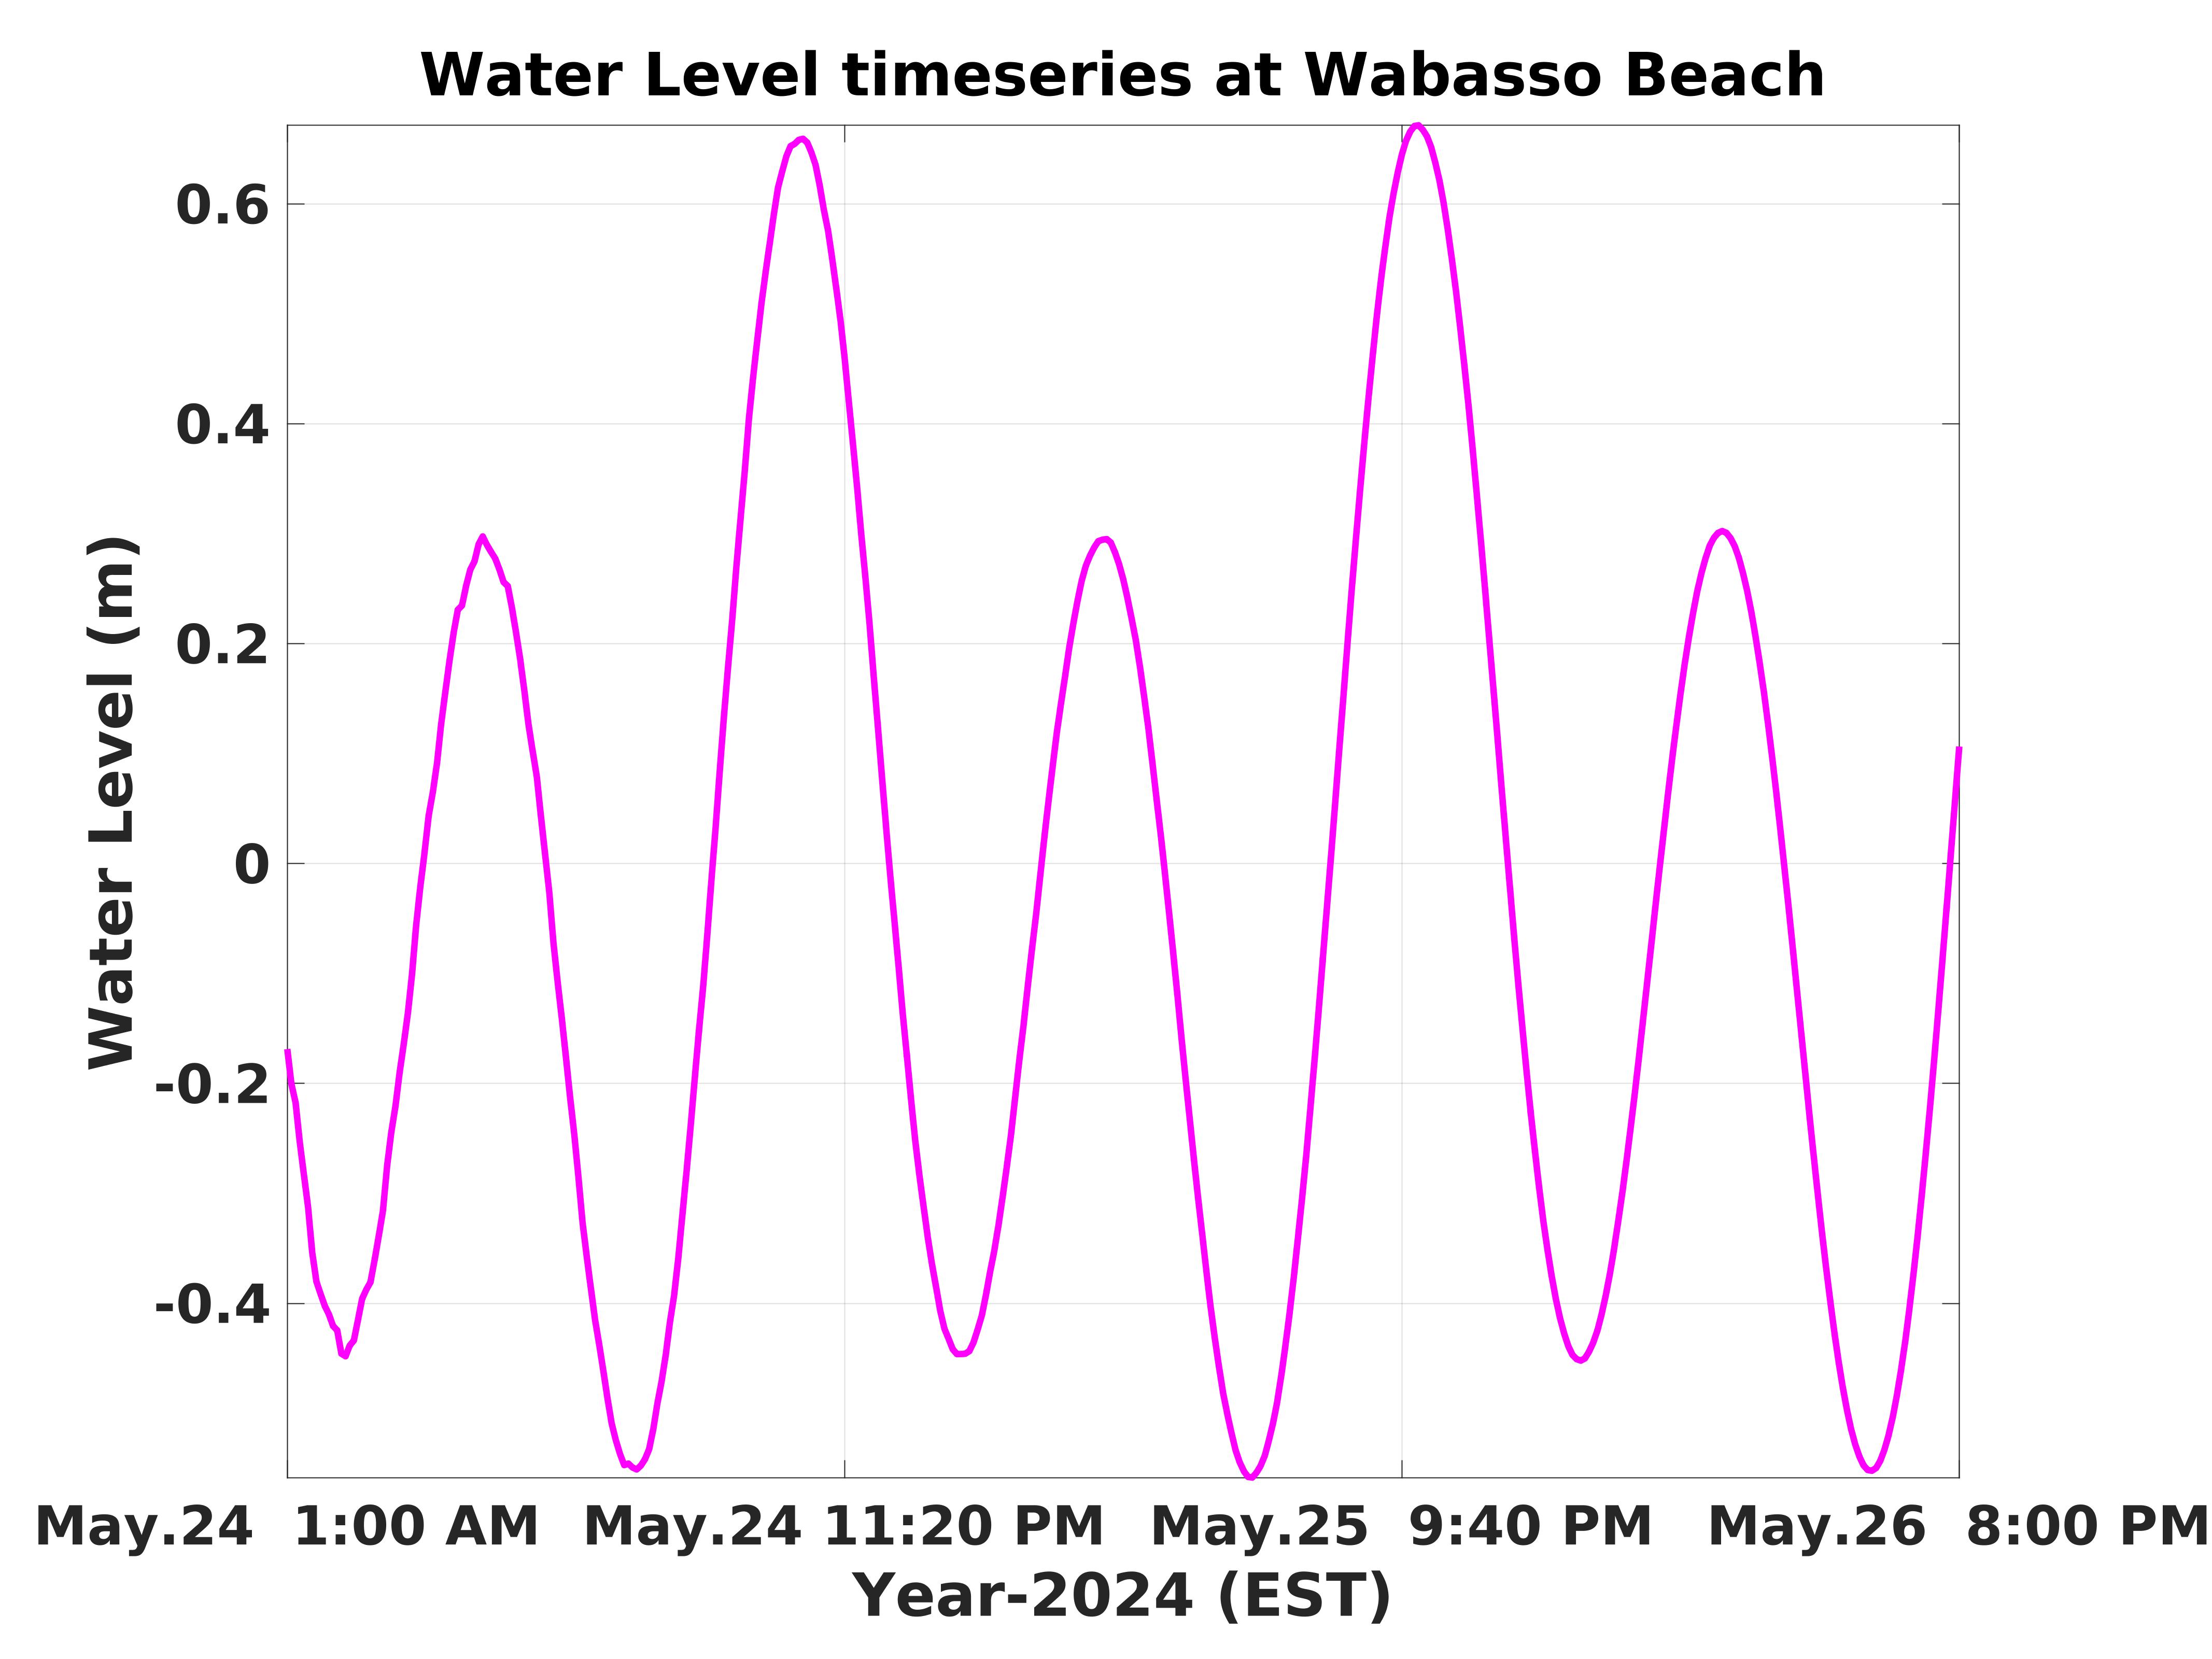 Water Level timeseries at Wabasso Beach
Water Level (m)
0.6
0.4
0.2
0
-0.2
-0.4
May.24 1:00 AM May.24 11:20 PM May.25 9:40 PM May.26 8:00 PM
Year-2024 (EST)